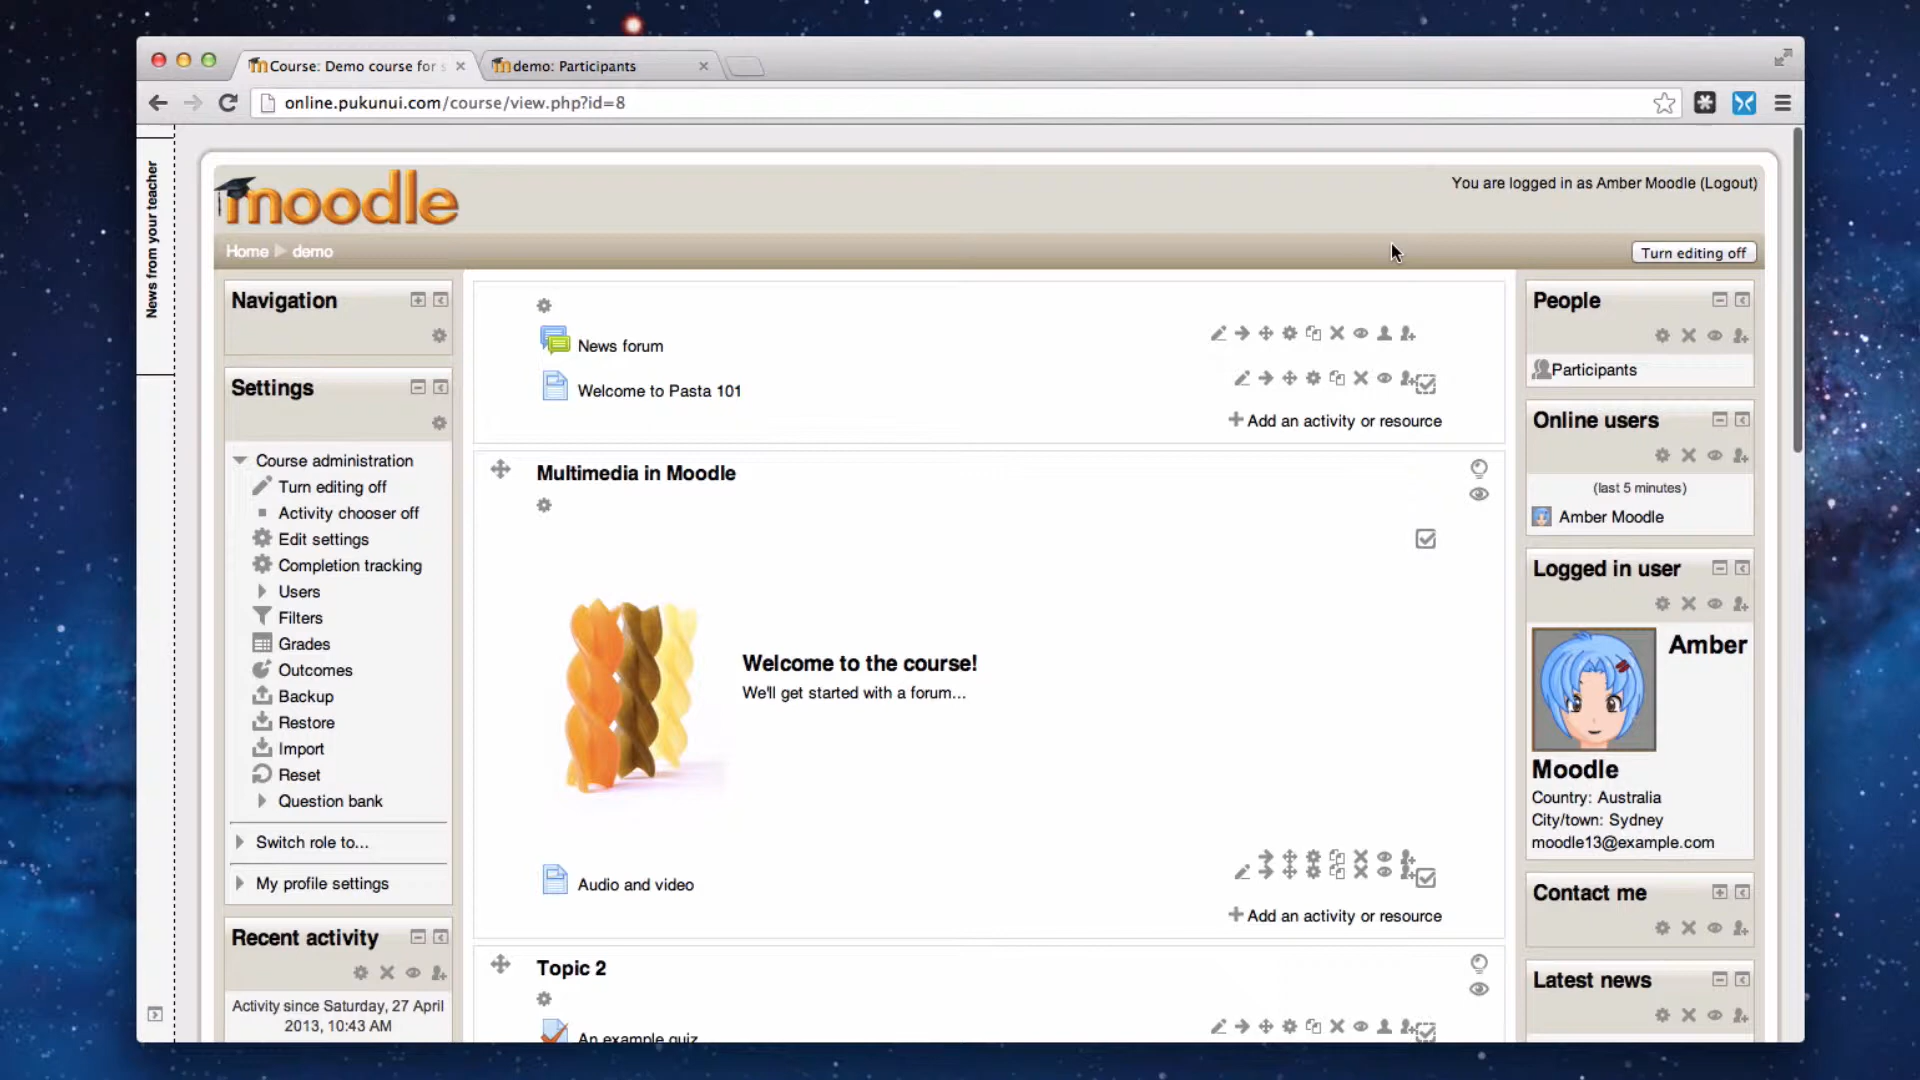 Course: Demo course for s
demo: Participants
online.pukunui.com/course/view.php?id=8
News from your teacher
moodle
You are logged in as Amber Moodle (Logout)
Home
demo
Turn editing off
Navigation
Settings
Course administration
Turn editing off
Activity chooser off
Edit settings
Completion tracking
Users
Filters
Grades
Outcomes
Backup
Restore
Import
Reset
Question bank
Switch role to...
My profile settings
Recent activity
Activity since Saturday, 27 April
2013, 10:43 AM
News forum
Welcome to Pasta 101
Add an activity or resource
Multimedia in Moodle
Welcome to the course!
We'll get started with a forum...
Audio and video
Add an activity or resource
Topic 2
An example quiz
People
Participants
Online users
(last 5 minutes)
Amber Moodle
Logged in user
Amber
Moodle
Country: Australia
City/town: Sydney
moodle13@example.com
Contact me
Latest news